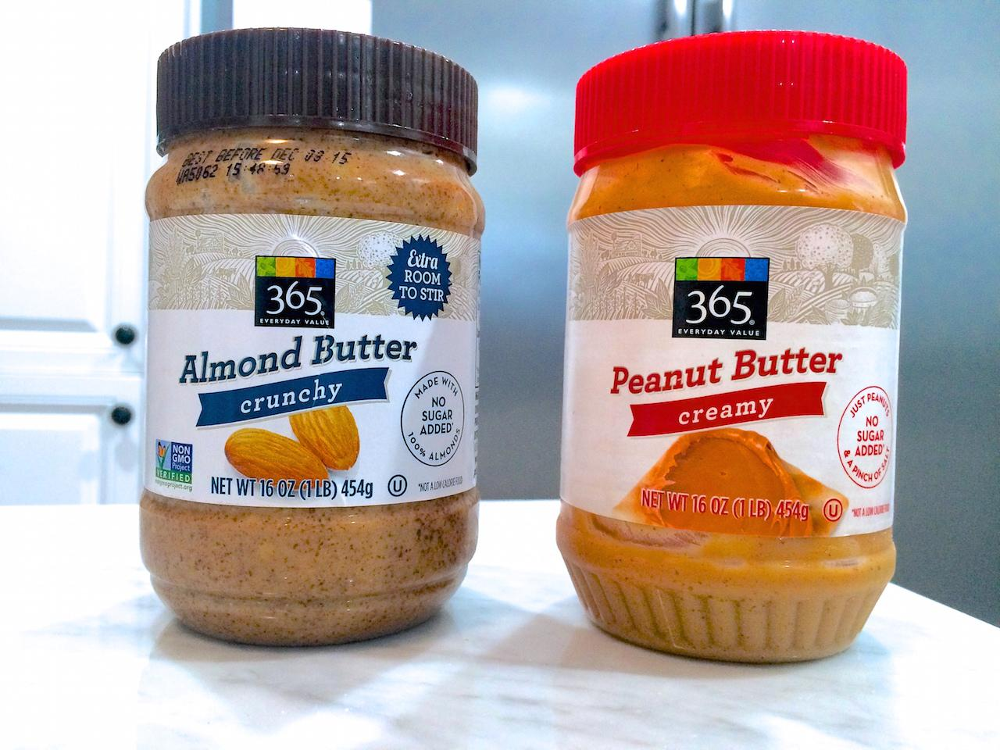 BEST BEFORE DEC 09 15
WA5062 15:48:59
365
EVERYDAY VALUE
Extra
ROOM
TO STIR
Almond Butter
crunchy
MADE WITH
NO
SUGAR
ADDED*
100% ALMONDS
NON
GMO
Project
VERIFIED
nongmoproject.org
NET WT 16 OZ (1 LB) 454g
U
*NOT A LOW CALORIE FOOD
365
EVERYDAY VALUE
Peanut Butter
creamy
JUST PEANUTS
NO
SUGAR
ADDED*
& A PINCH OF SALT
NET WT 16 OZ (1 LB) 454g
U
*NOT A LOW CALORIE FOOD